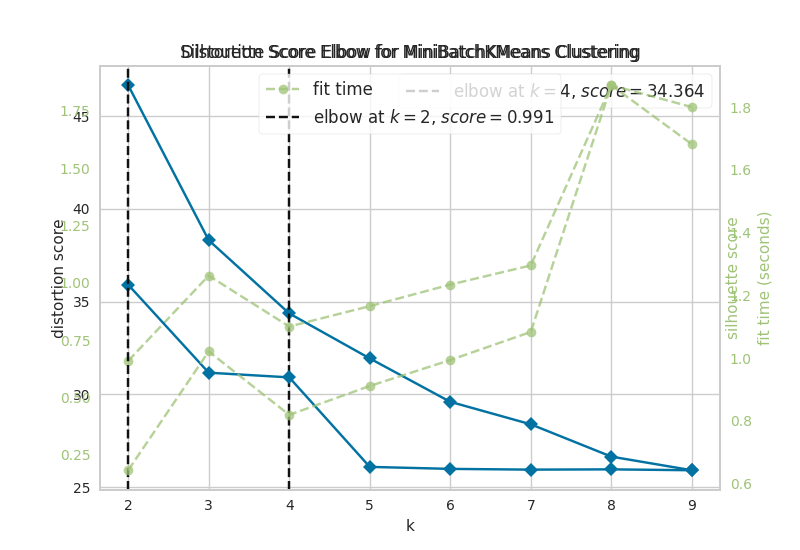 Distortion Score Elbow for MiniBatchKMeans Clustering
Silhouette Score Elbow for MiniBatchKMeans Clustering
fit time
elbow at k = 4, score = 34.364
elbow at k = 2, score = 0.991
1.75
1.50
1.25
1.00
0.75
0.50
0.25
45
40
35
30
25
distortion score
1.8
1.6
1.4
1.2
1.0
0.8
0.6
silhouette score
fit time (seconds)
2 3 4 5 6 7 8 9
k